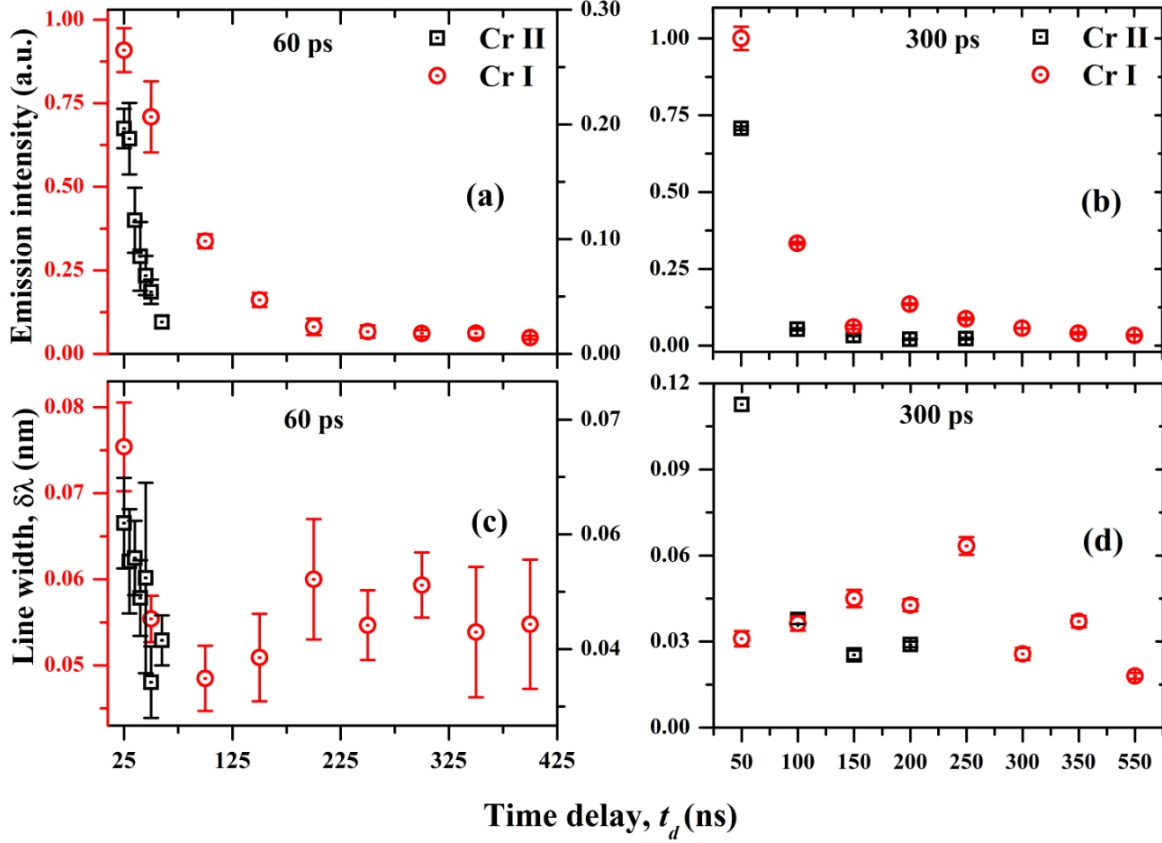 Emission intensity (a.u.)
1.00
0.75
0.50
0.25
0.00
60 ps
Cr II
Cr I
(a)
0.30
0.20
0.10
0.00
1.00
0.75
0.50
0.25
0.00
300 ps
Cr II
Cr I
(b)
Line width, δλ (nm)
0.08
0.07
0.06
0.05
60 ps
(c)
0.07
0.06
0.04
25 125 225 325 425
0.12
0.09
0.06
0.03
0.00
300 ps
(d)
50 100 150 200 250 300 350 550
Time delay, t_d (ns)